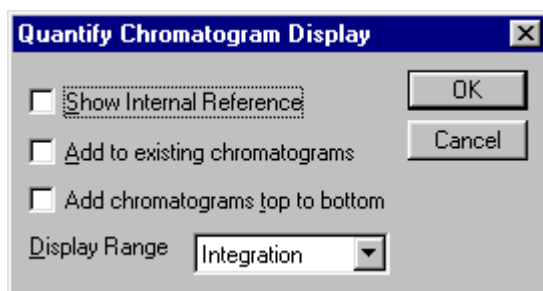 Quantify Chromatogram Display
Show Internal Reference
OK
Add to existing chromatograms
Cancel
Add chromatograms top to bottom
Display Range Integration